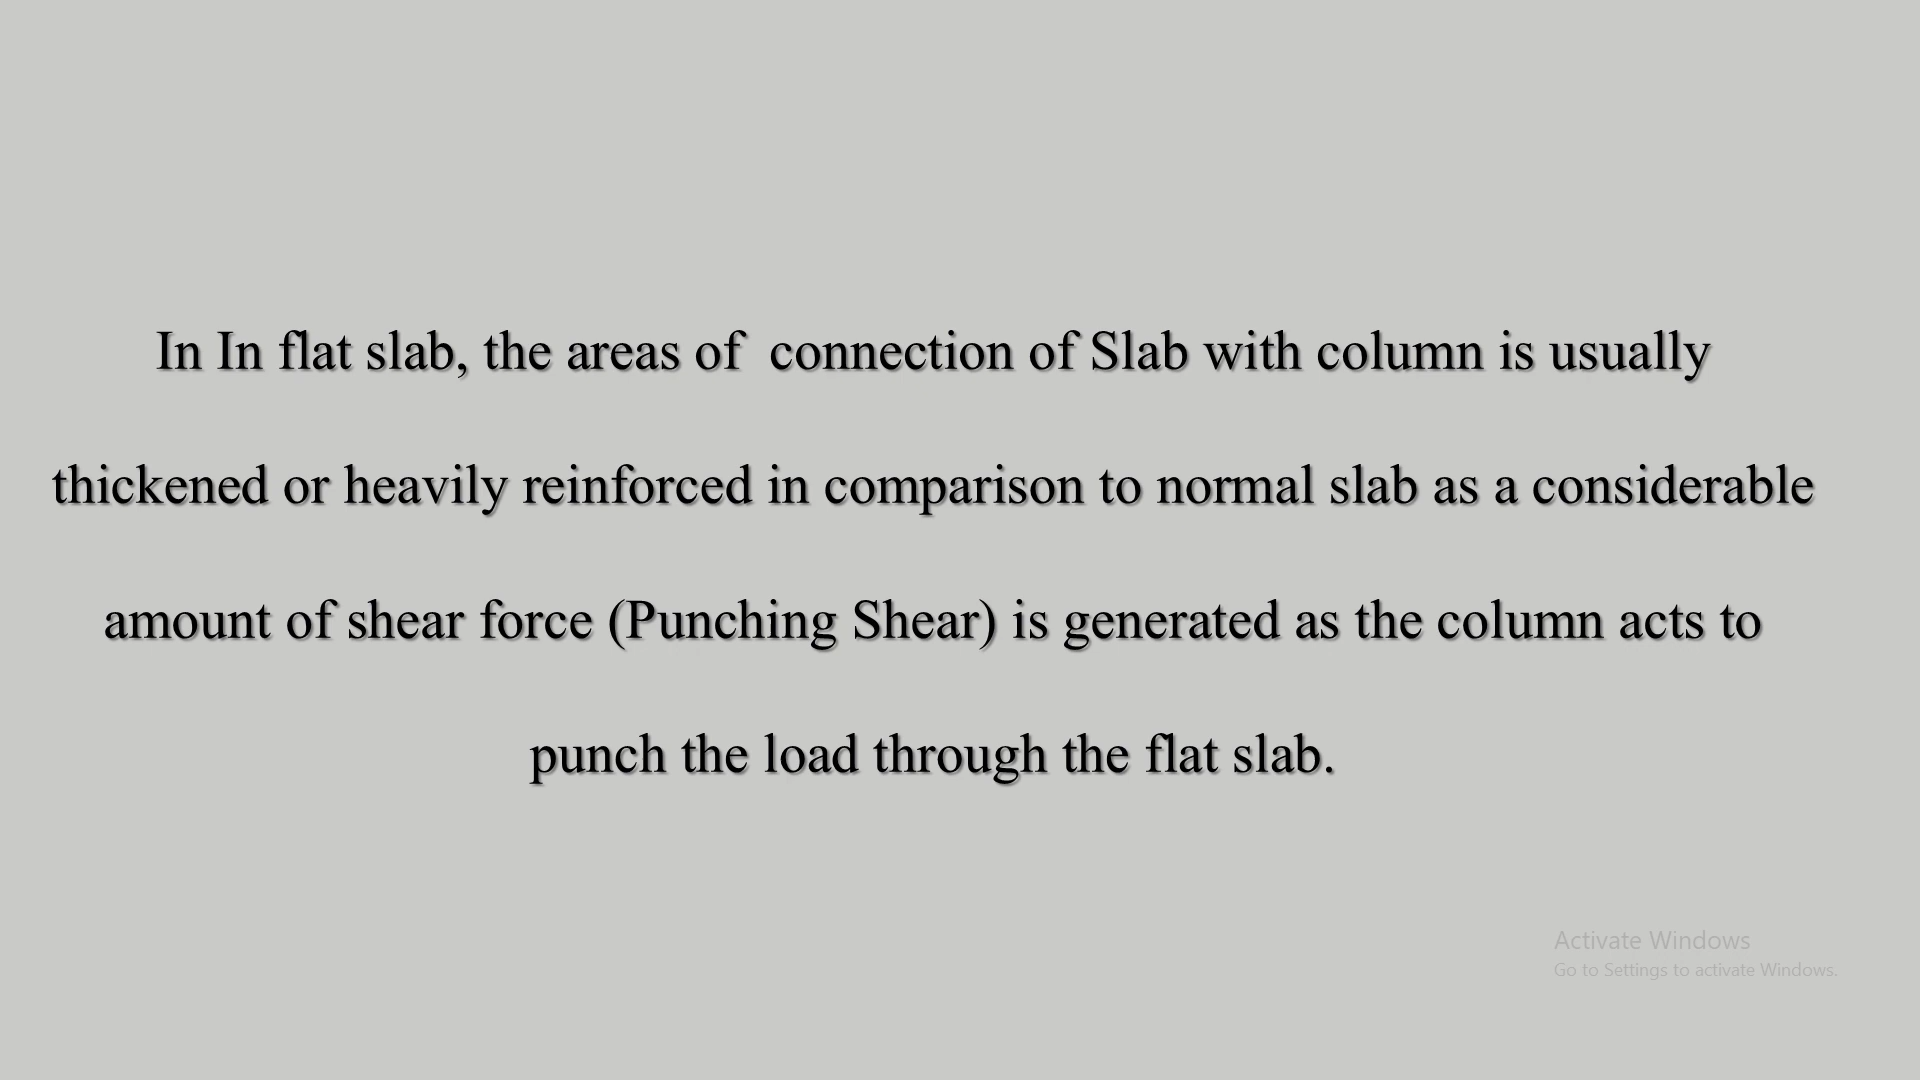 In In flat slab, the areas of  connection of Slab with column is usually
thickened or heavily reinforced in comparison to normal slab as a considerable
amount of shear force (Punching Shear) is generated as the column acts to
punch the load through the flat slab.
Activate Windows
Go to Settings to activate Windows.